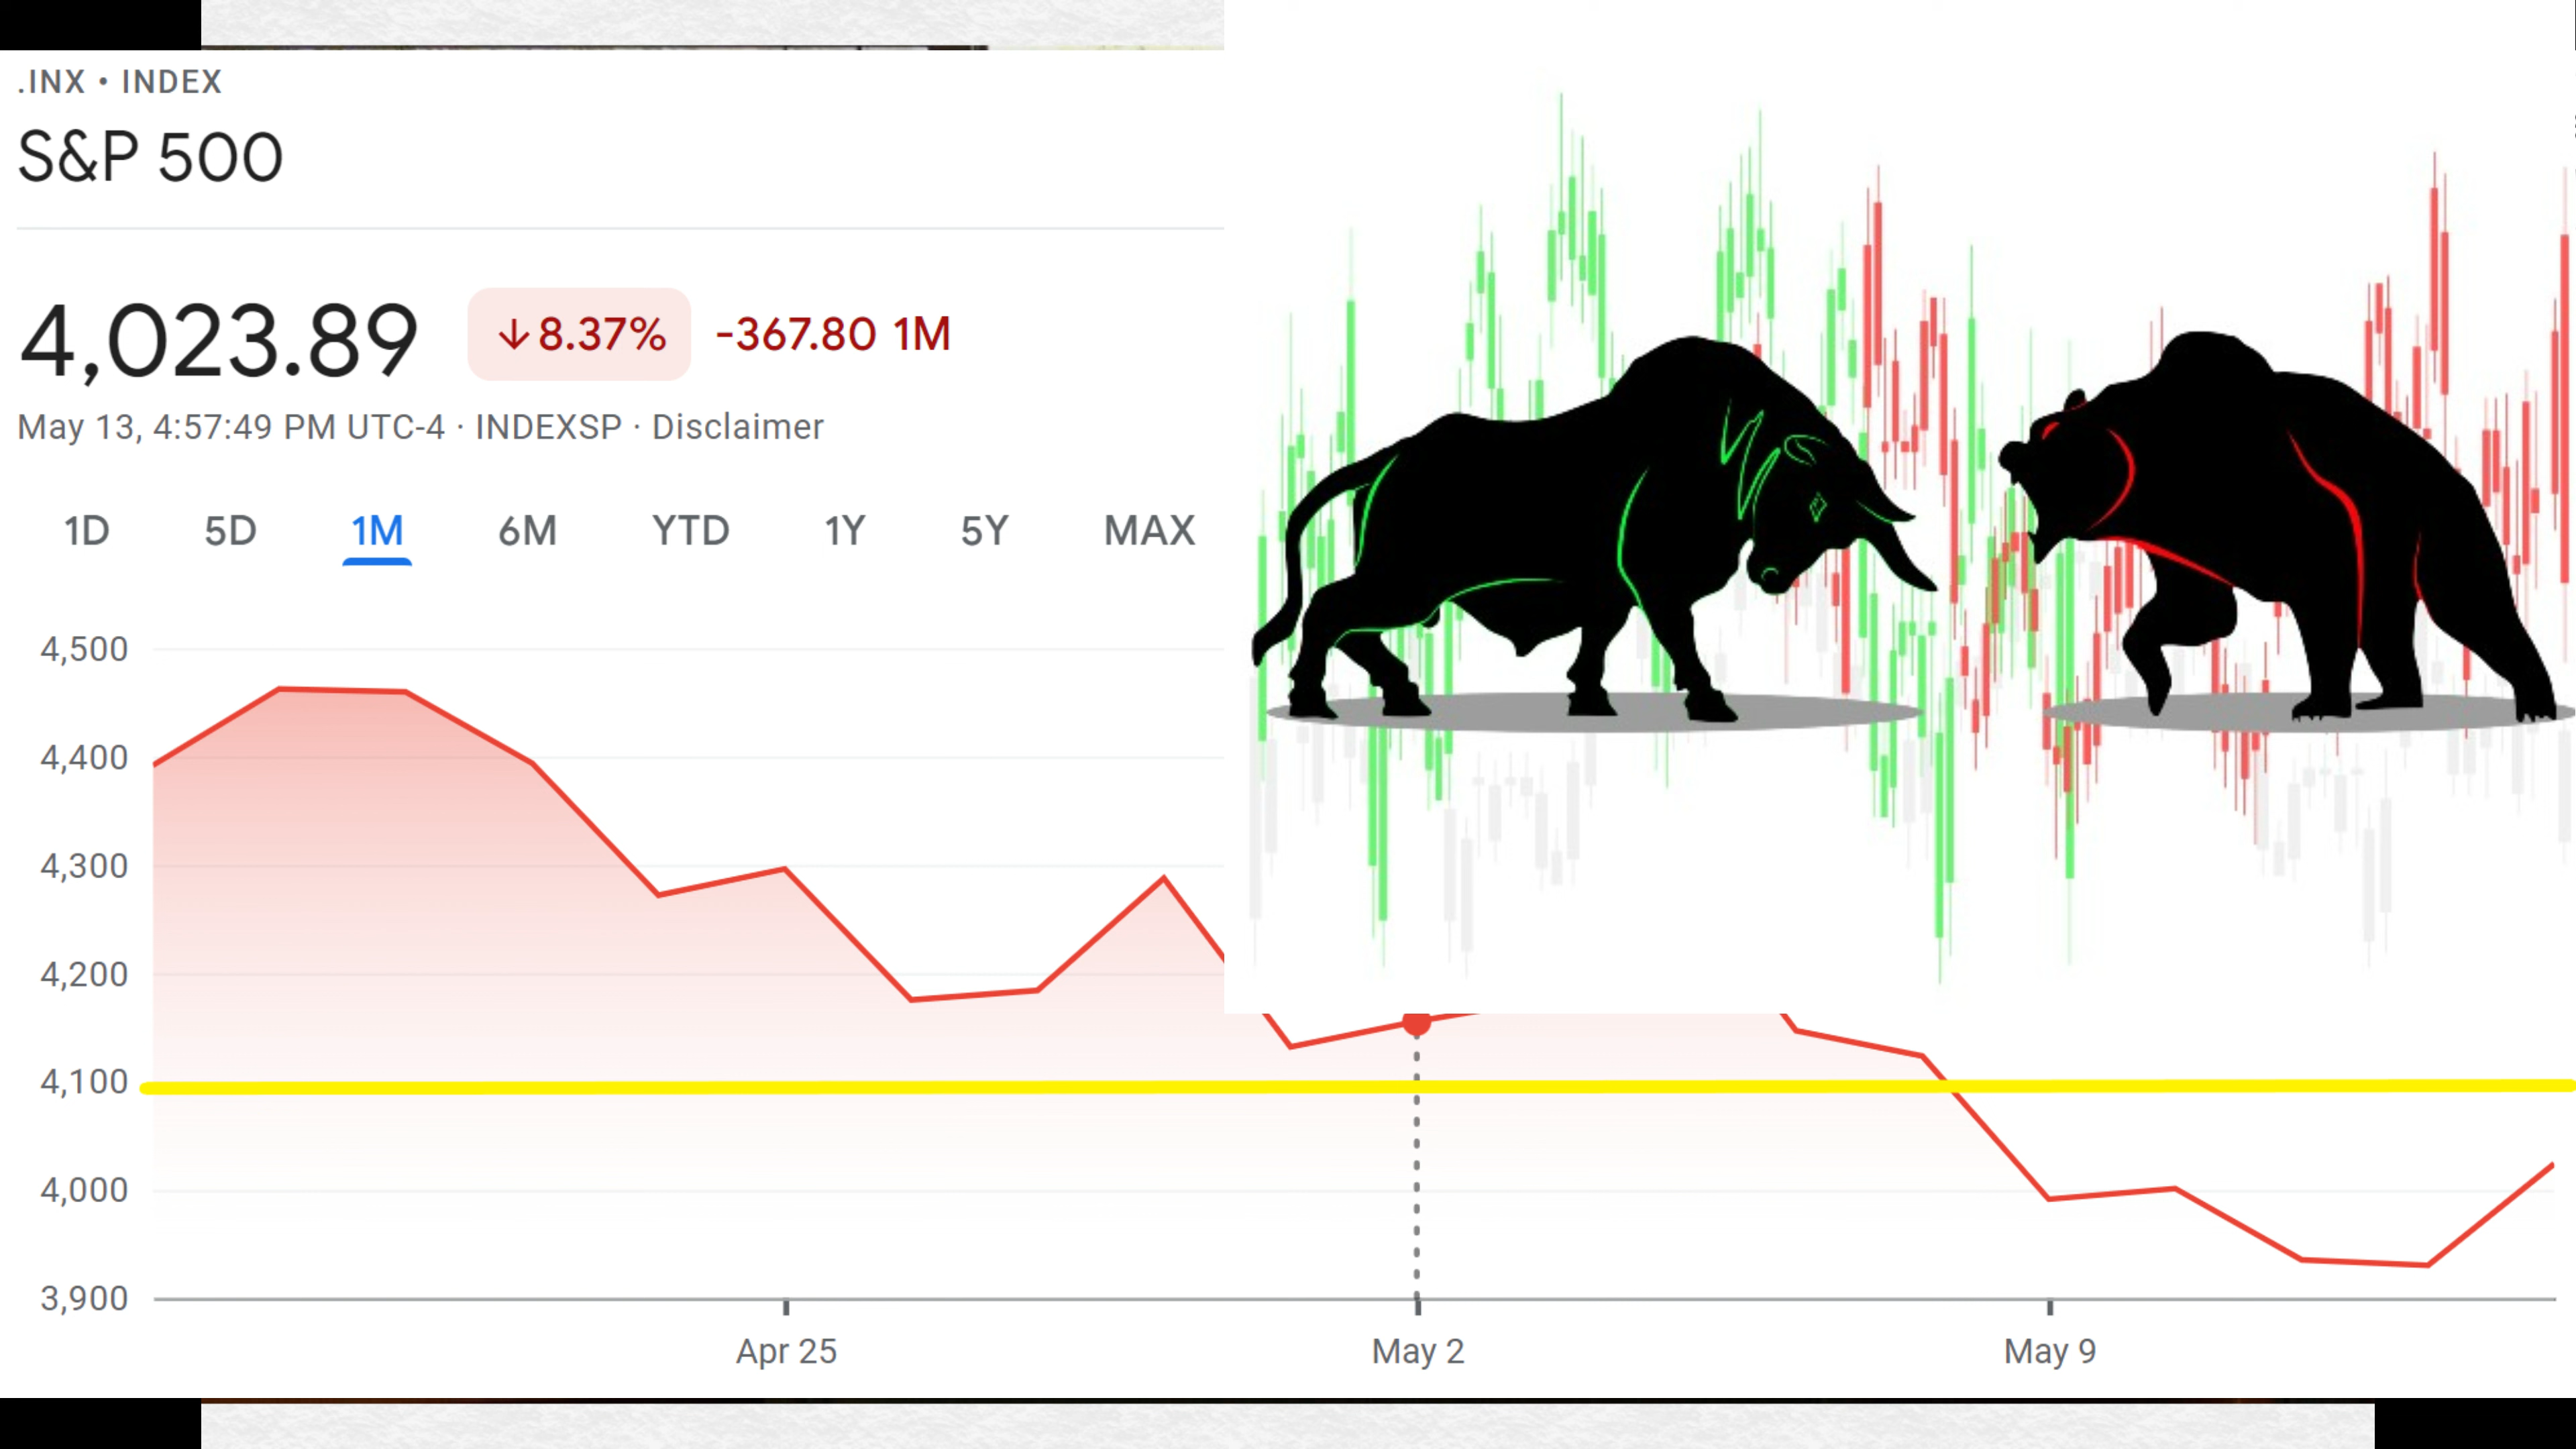 .INX • INDEX
S&P 500
4,023.89 ↓8.37% -367.80 1M
May 13, 4:57:49 PM UTC-4 · INDEXSP · Disclaimer
1D 5D 1M 6M YTD 1Y 5Y MAX
4,500
4,400
4,300
4,200
4,100
4,000
3,900
Apr 25 May 2 May 9